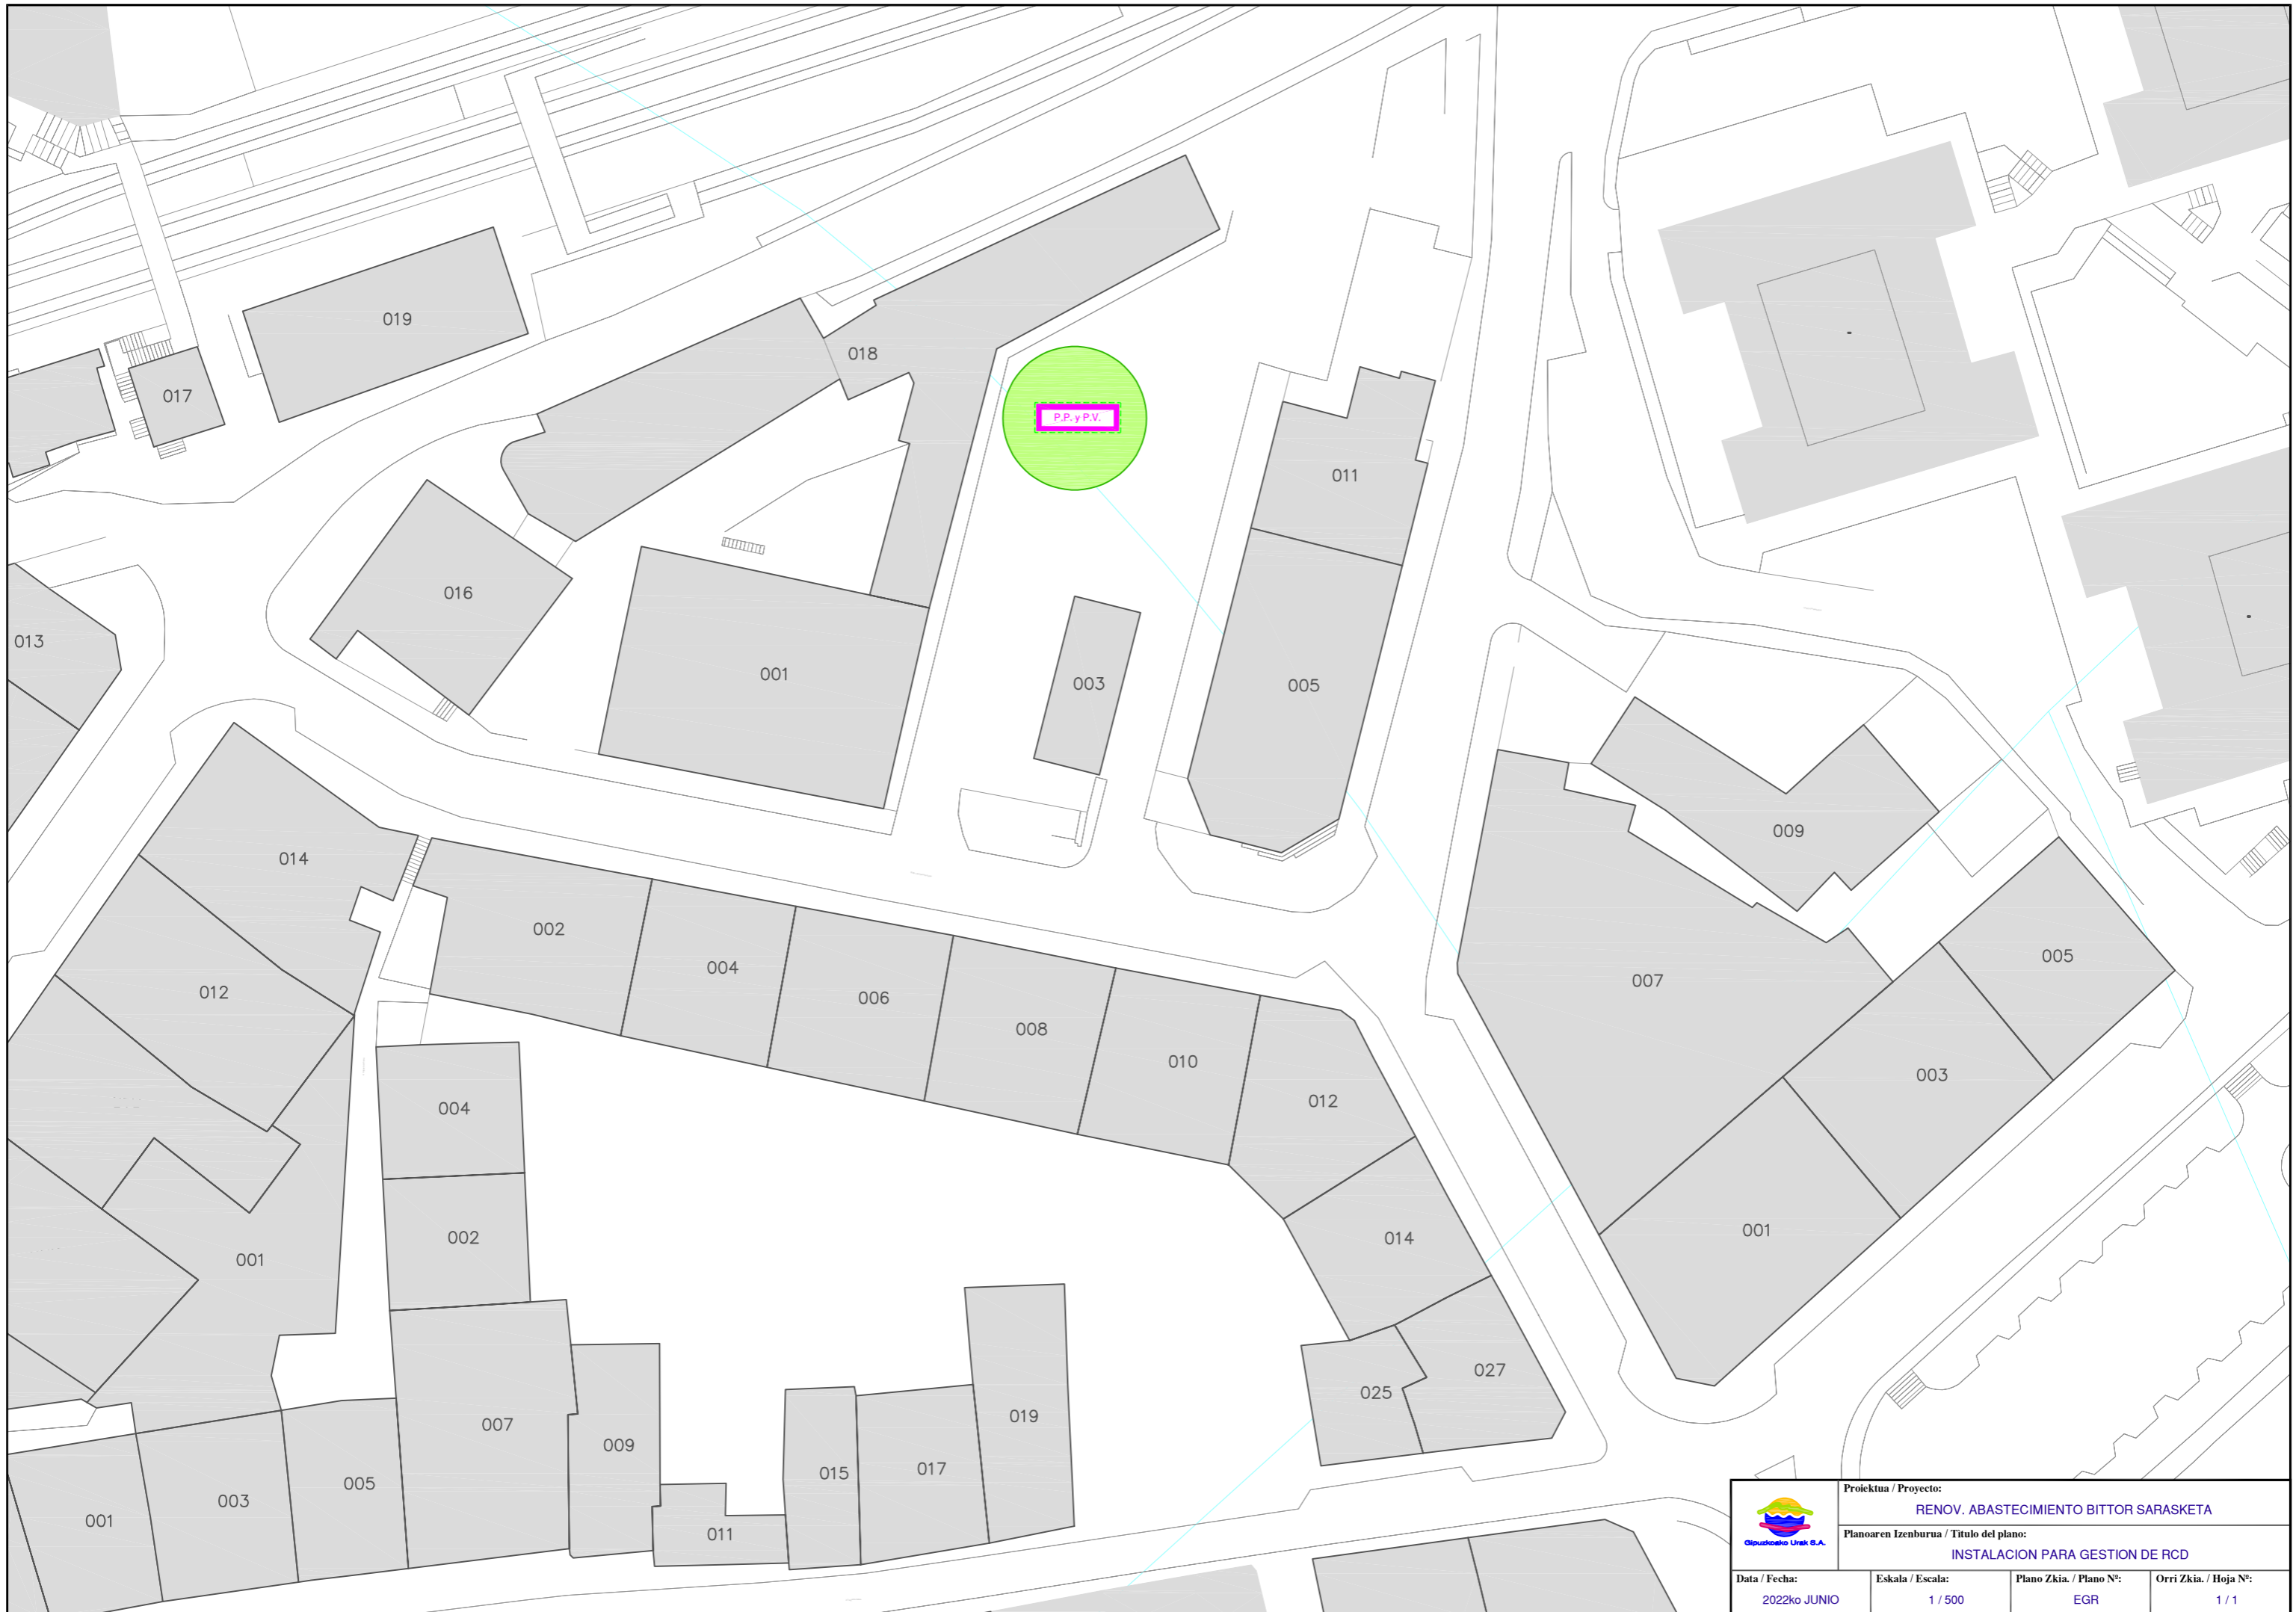 019
018
017
P.P. y P.V.
011
016
013
001
003
005
009
014
002
004
006
008
010
012
007
005
012
003
004
012
014
001
002
001
025
027
019
007
009
015
017
005
003
001
011
Gipuzkoako Urak S.A.
Proiektua / Proyecto:
RENOV. ABASTECIMIENTO BITTOR SARASKETA
Planoaren Izenburua / Titulo del plano:
INSTALACION PARA GESTION DE RCD
Data / Fecha:
2022ko JUNIO
Eskala / Escala:
1 / 500
Plano Zkia. / Plano Nº:
EGR
Orri Zkia. / Hoja Nº:
1 / 1